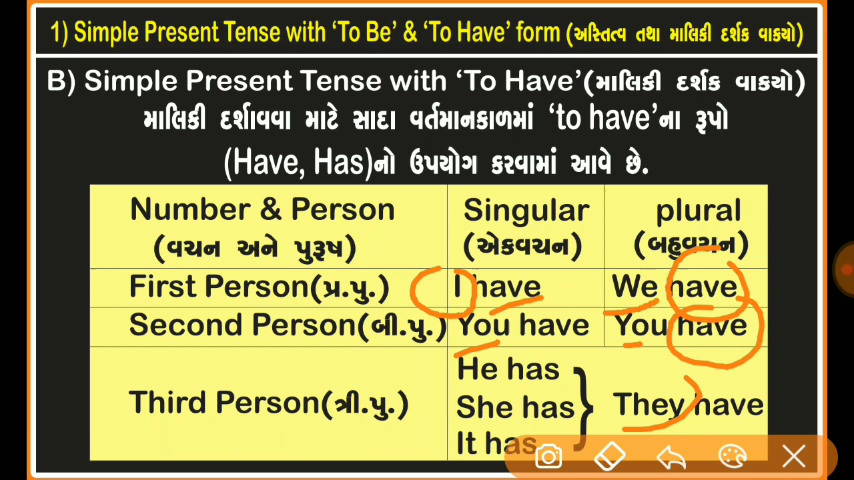 1) Simple Present Tense with ‘To Be’ & ‘To Have’ form (અસ્તિત્વ તથા માલિકી દર્શક વાક્યો)
B) Simple Present Tense with ‘To Have’(માલિકી દર્શક વાક્યો)
માલિકી દર્શાવવા માટે સાદા વર્તમાનકાળમાં ‘to have’ના રૂપો
(Have, Has)નો ઉપયોગ કરવામાં આવે છે.
Number & Person Singular plural
(વચન અને પુરૂષ) (એકવચન) (બહુવચન)
First Person(પ્ર.પુ.) I have We have
Second Person(બી.પુ.) You have You have
He has
Third Person(ત્રી.પુ.) She has They have
It has